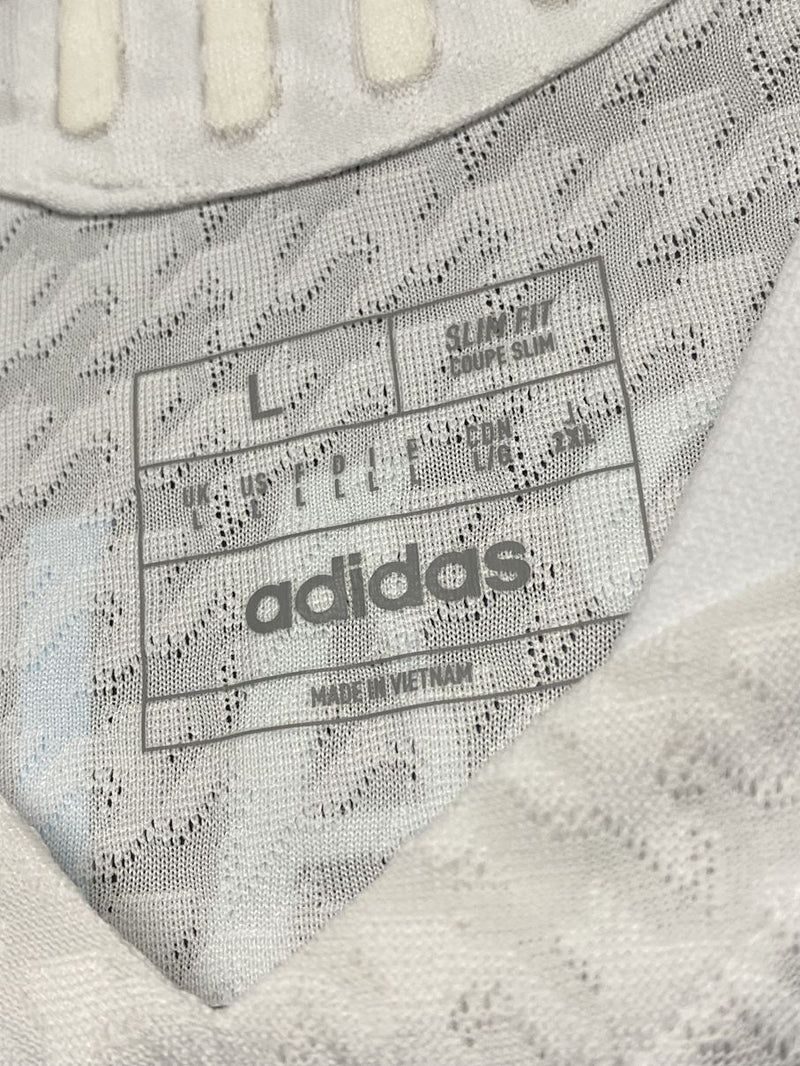 L
SLIM FIT
COUPE SLIM
UK US F D I E CDN J
L L L L L L L/G 2XL
adidas
MADE IN VIETNAM